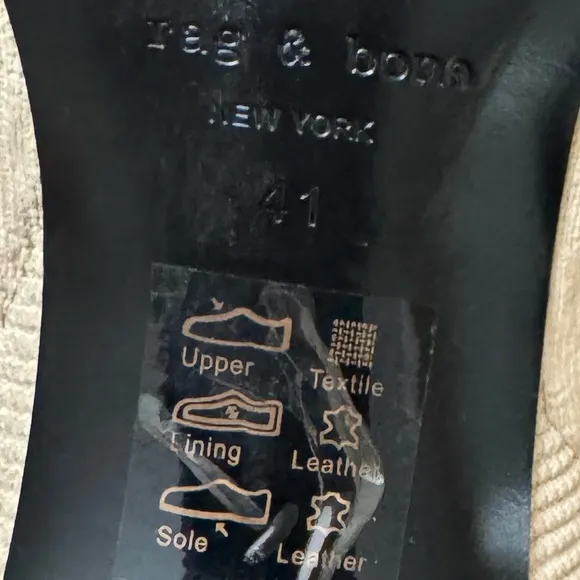 rag & bone
NEW YORK
41
Upper Textile
Lining Leather
Sole Leather